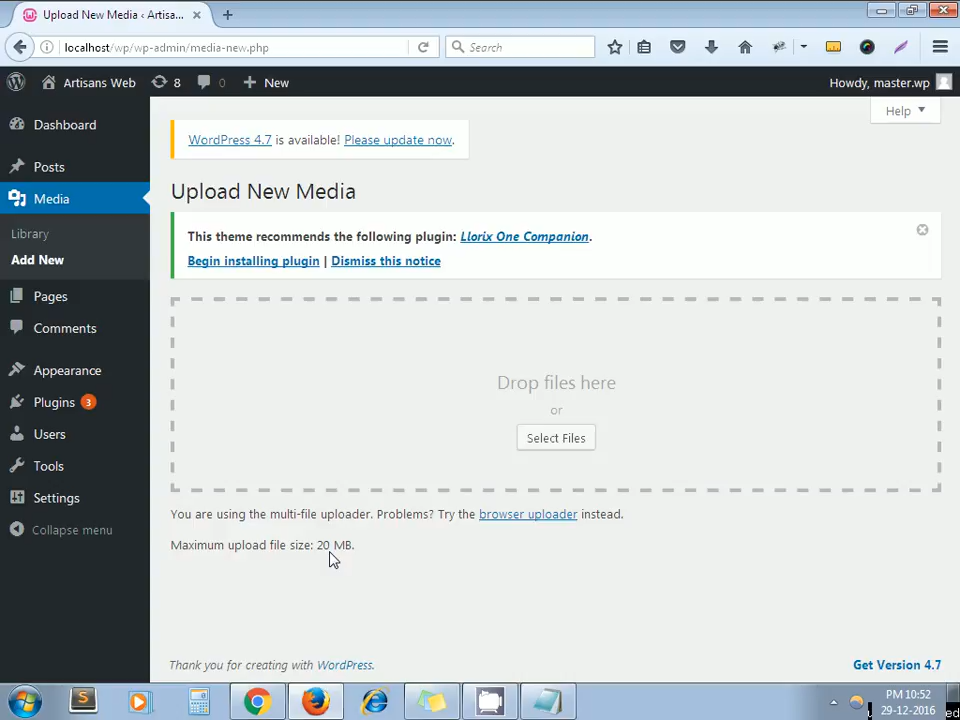 Upload New Media ‹ Artisa...
localhost/wp/wp-admin/media-new.php
Search
Artisans Web
8
0
New
Howdy, master.wp
Help
Dashboard
Posts
Media
Library
Add New
Pages
Comments
Appearance
Plugins 3
Users
Tools
Settings
Collapse menu
WordPress 4.7 is available! Please update now.
Upload New Media
This theme recommends the following plugin: Llorix One Companion.
Begin installing plugin | Dismiss this notice
Drop files here
or
Select Files
You are using the multi-file uploader. Problems? Try the browser uploader instead.
Maximum upload file size: 20 MB.
Thank you for creating with WordPress.
Get Version 4.7
PM 10:52
29-12-2016